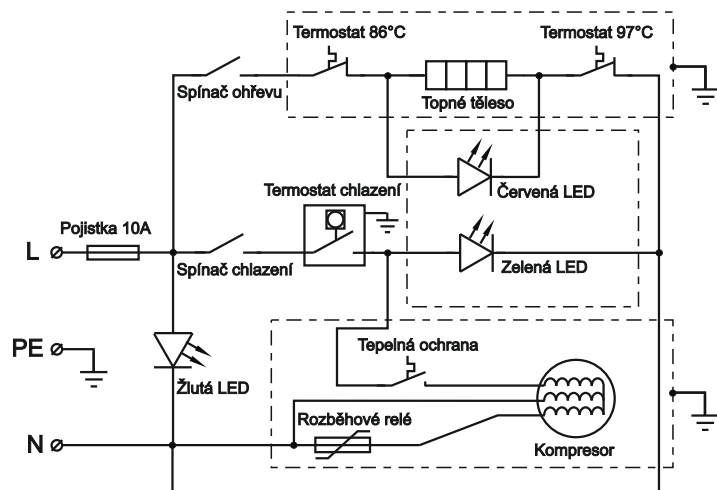 Termostat 86°C
Termostat 97°C
Spínač ohřevu
Topné těleso
Červená LED
Termostat chlazení
Pojistka 10A
L
Spínač chlazení
Zelená LED
PE
Tepelná ochrana
Žlutá LED
Rozběhové relé
N
Kompresor